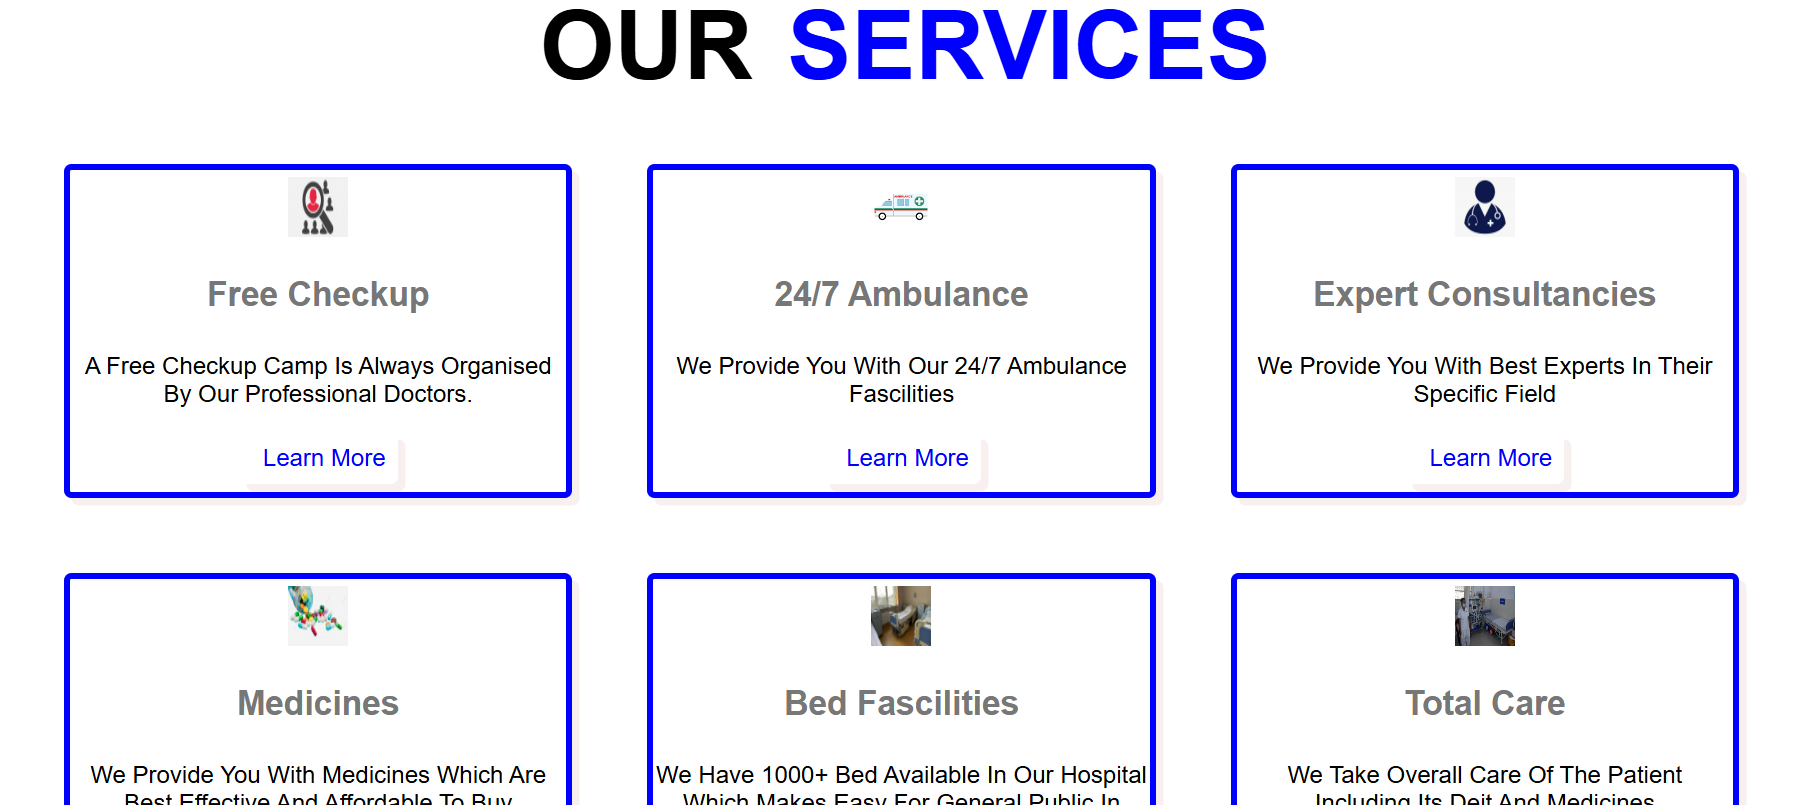 OUR SERVICES
Free Checkup
A Free Checkup Camp Is Always Organised
By Our Professional Doctors.
Learn More
24/7 Ambulance
We Provide You With Our 24/7 Ambulance
Fascilities
Learn More
Expert Consultancies
We Provide You With Best Experts In Their
Specific Field
Learn More
Medicines
We Provide You With Medicines Which Are
Best Effective And Affordable To Buy
Bed Fascilities
We Have 1000+ Bed Available In Our Hospital
Which Makes Easy For General Public In
Total Care
We Take Overall Care Of The Patient
Including Its Deit And Medicines